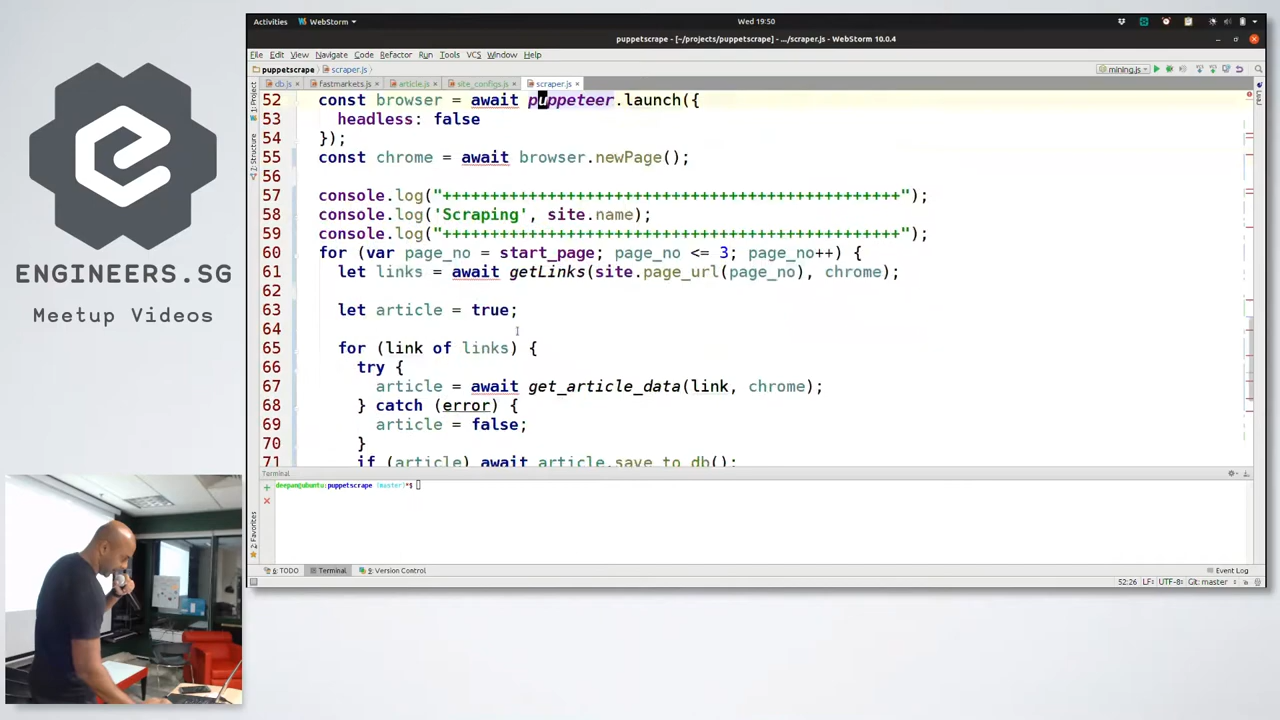 Activities WebStorm
Wed 19:50
puppetscrape - [~/projects/puppetscrape] - .../scraper.js - WebStorm 10.0.4
File Edit View Navigate Code Refactor Run Tools VCS Window Help
puppetscrape scraper.js
mining.js
db.js fastmarkets.js article.js site_configs.js scraper.js
1: Project
2: Structure
2: Favorites
52 const browser = await puppeteer.launch({
53 headless: false
54 });
55 const chrome = await browser.newPage();
56
57 console.log("++++++++++++++++++++++++++++++++++++++++++++++++");
58 console.log('Scraping', site.name);
59 console.log("++++++++++++++++++++++++++++++++++++++++++++++++");
60 for (var page_no = start_page; page_no <= 3; page_no++) {
61 let links = await getLinks(site.page_url(page_no), chrome);
62
63 let article = true;
64
65 for (link of links) {
66 try {
67 article = await get_article_data(link, chrome);
68 } catch (error) {
69 article = false;
70 }
71 if (article) await article.save_to_db();
Terminal
deepan@ubuntu:puppetscrape (master)*$
6: TODO Terminal 9: Version Control
Event Log
52:26 LF: UTF-8: Git: master
ENGINEERS.SG
Meetup Videos